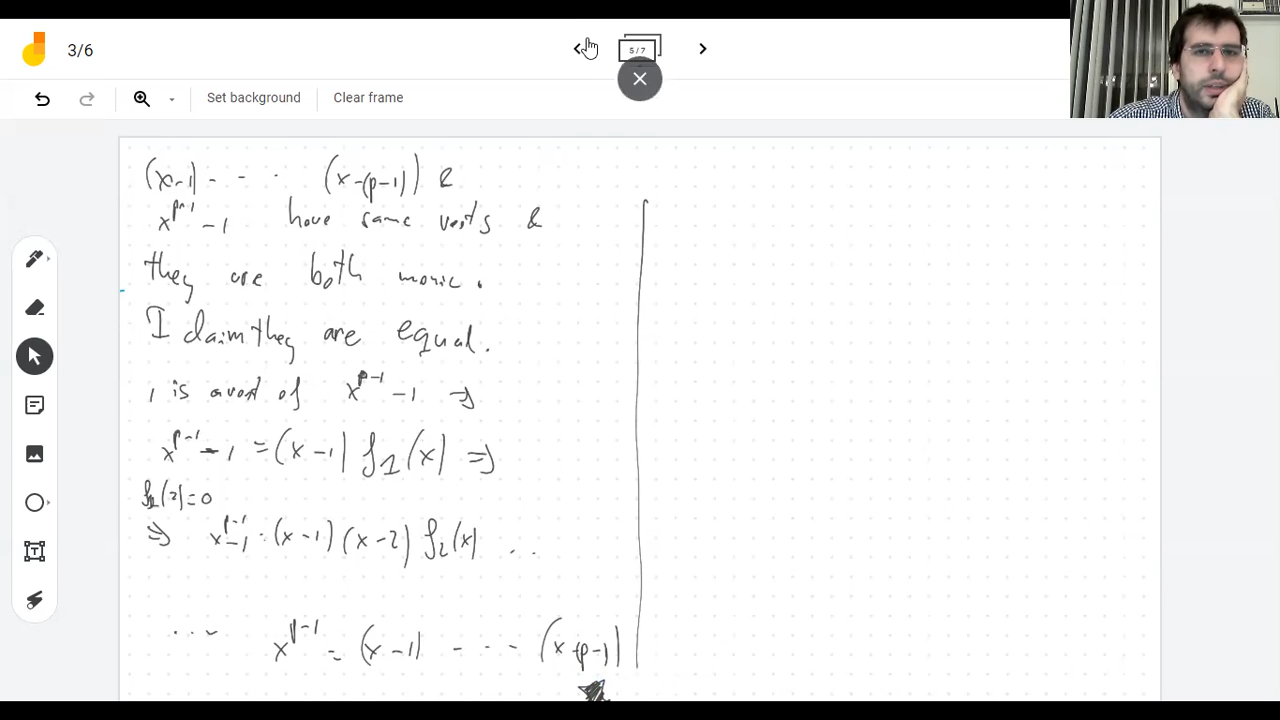 3/6
5/7
Set background
Clear frame
(x-1) - - · (x-(p-1)) &
x^{p-1} - 1 have same roots &
they are both monic.
I claim they are equal.
1 is a root of x^{p-1} - 1 ⇒
x^{p-1} - 1 = (x-1) f_1(x) ⇒
f_1(2) = 0
⇒ x^{p-1} - 1 = (x-1)(x-2) f_2(x) ...
... x^{p-1} = (x-1) - - - (x-(p-1))